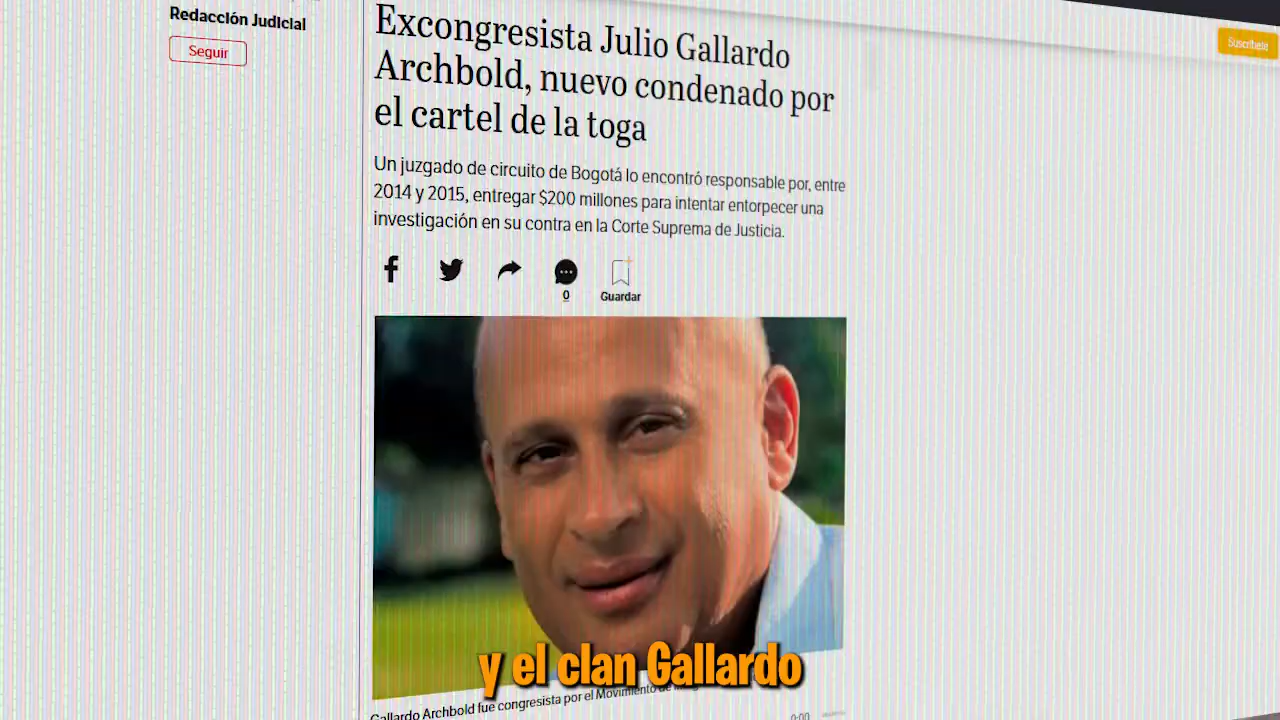 Redacción Judicial
Seguir
Suscríbete
Excongresista Julio Gallardo
Archbold, nuevo condenado por
el cartel de la toga
Un juzgado de circuito de Bogotá lo encontró responsable por, entre
2014 y 2015, entregar $200 millones para intentar entorpecer una
investigación en su contra en la Corte Suprema de Justicia.
0
Guardar
y el clan Gallardo
Gallardo Archbold fue congresista por el Movimiento de
0:00